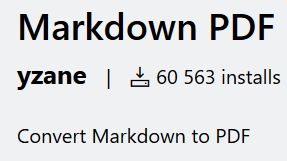 Markdown PDF
yzane | 60 563 installs
Convert Markdown to PDF